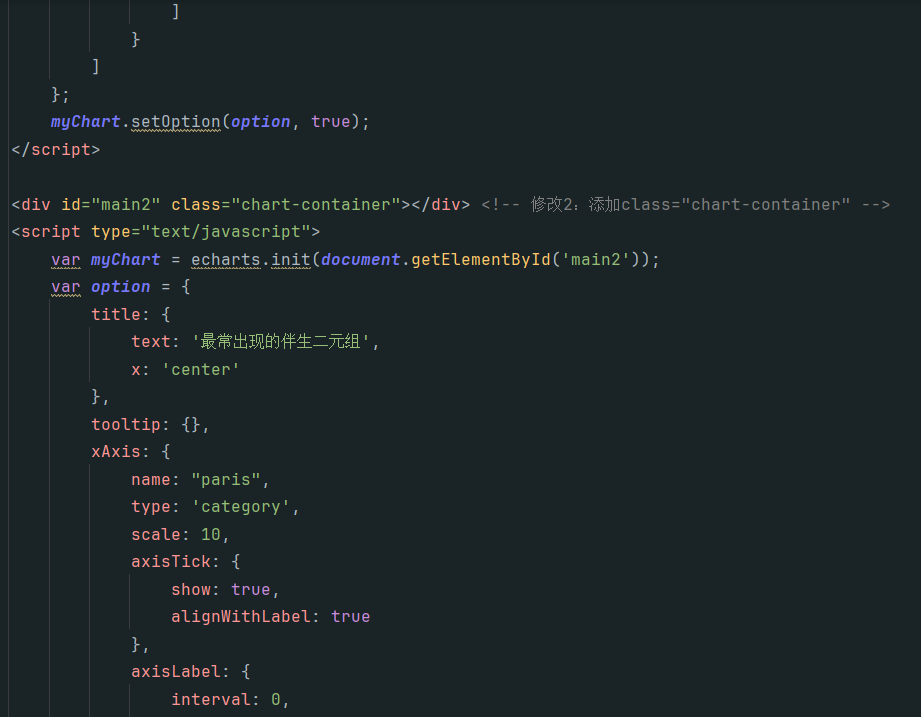 ]
}
]
};
myChart.setOption(option, true);
</script>
<div id="main2" class="chart-container"></div> <!-- 修改2：添加class="chart-container" -->
<script type="text/javascript">
var myChart = echarts.init(document.getElementById('main2'));
var option = {
title: {
text: '最常出现的伴生二元组',
x: 'center'
},
tooltip: {},
xAxis: {
name: "paris",
type: 'category',
scale: 10,
axisTick: {
show: true,
alignWithLabel: true
},
axisLabel: {
interval: 0,